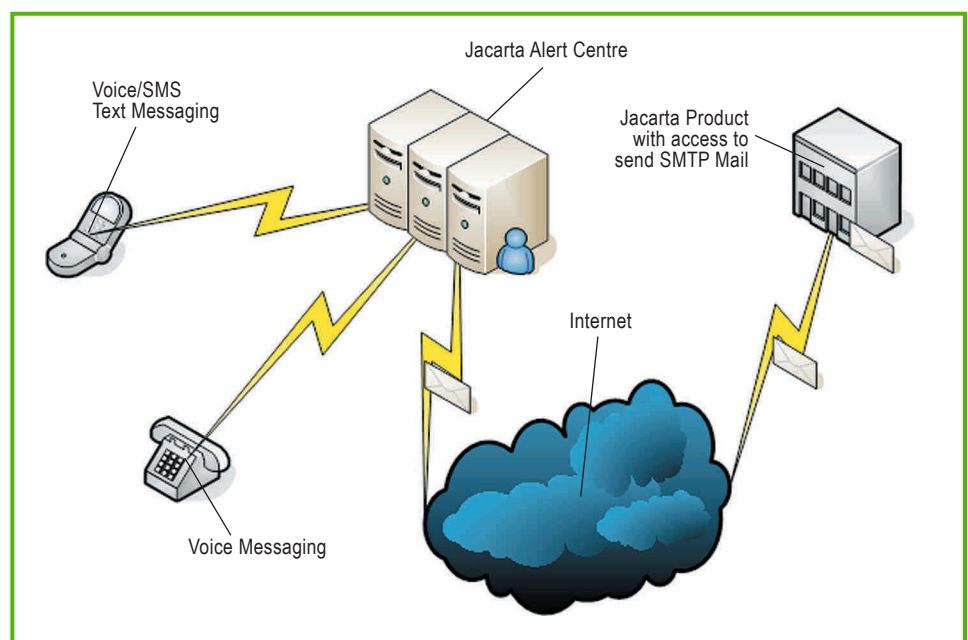 Jacarta Alert Centre
Voice/SMS
Text Messaging
Jacarta Product
with access to
send SMTP Mail
Internet
Voice Messaging